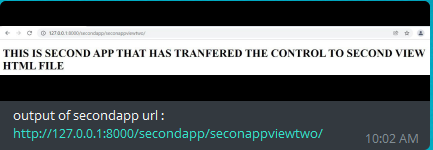 127.0.0.1:8000/secondapp/seconappviewtwo/
THIS IS SECOND APP THAT HAS TRANFERED THE CONTROL TO SECOND VIEW
HTML FILE
output of secondapp url :
http://127.0.0.1:8000/secondapp/seconappviewtwo/
10:02 AM